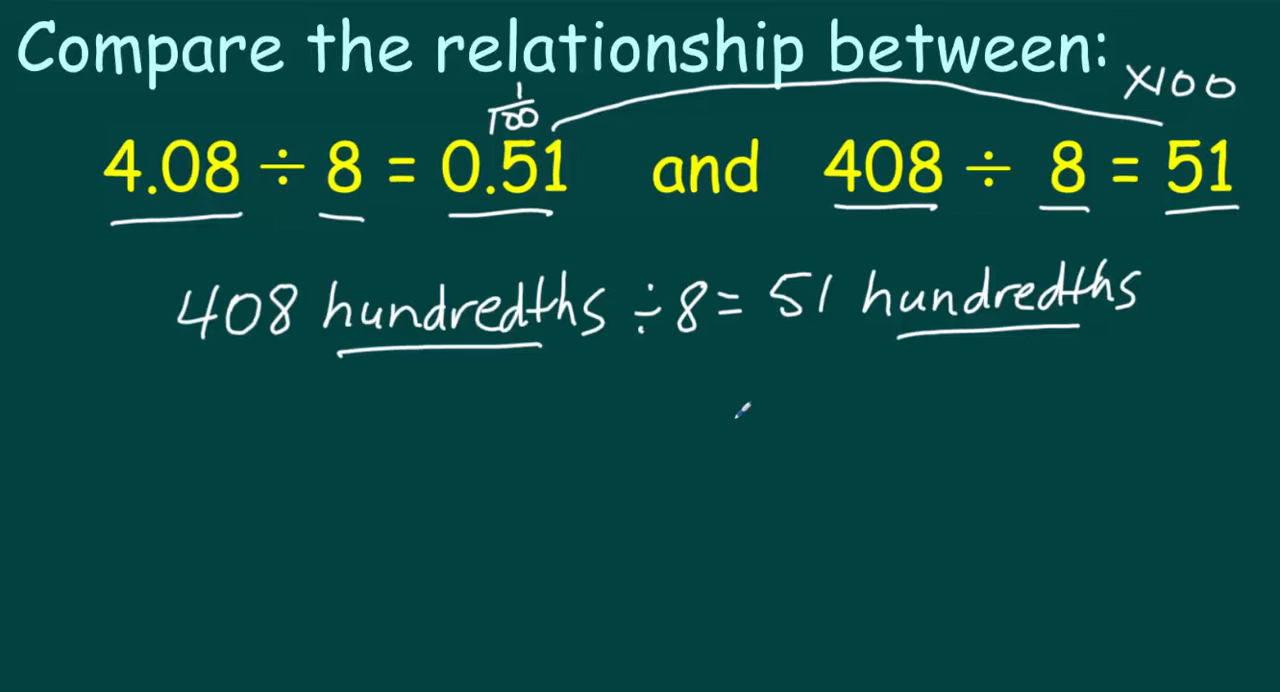 Compare the relationship between:
1/100 ×100
4.08 ÷ 8 = 0.51 and 408 ÷ 8 = 51
408 hundredths ÷ 8 = 51 hundredths